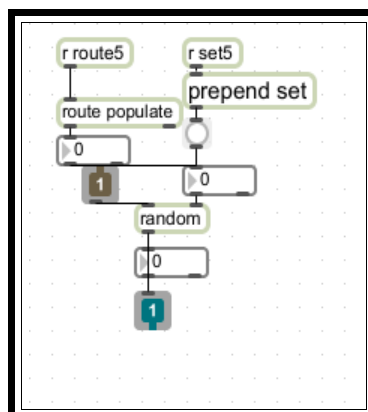 r route5
r set5
prepend set
route populate
0
1
0
random
0
1